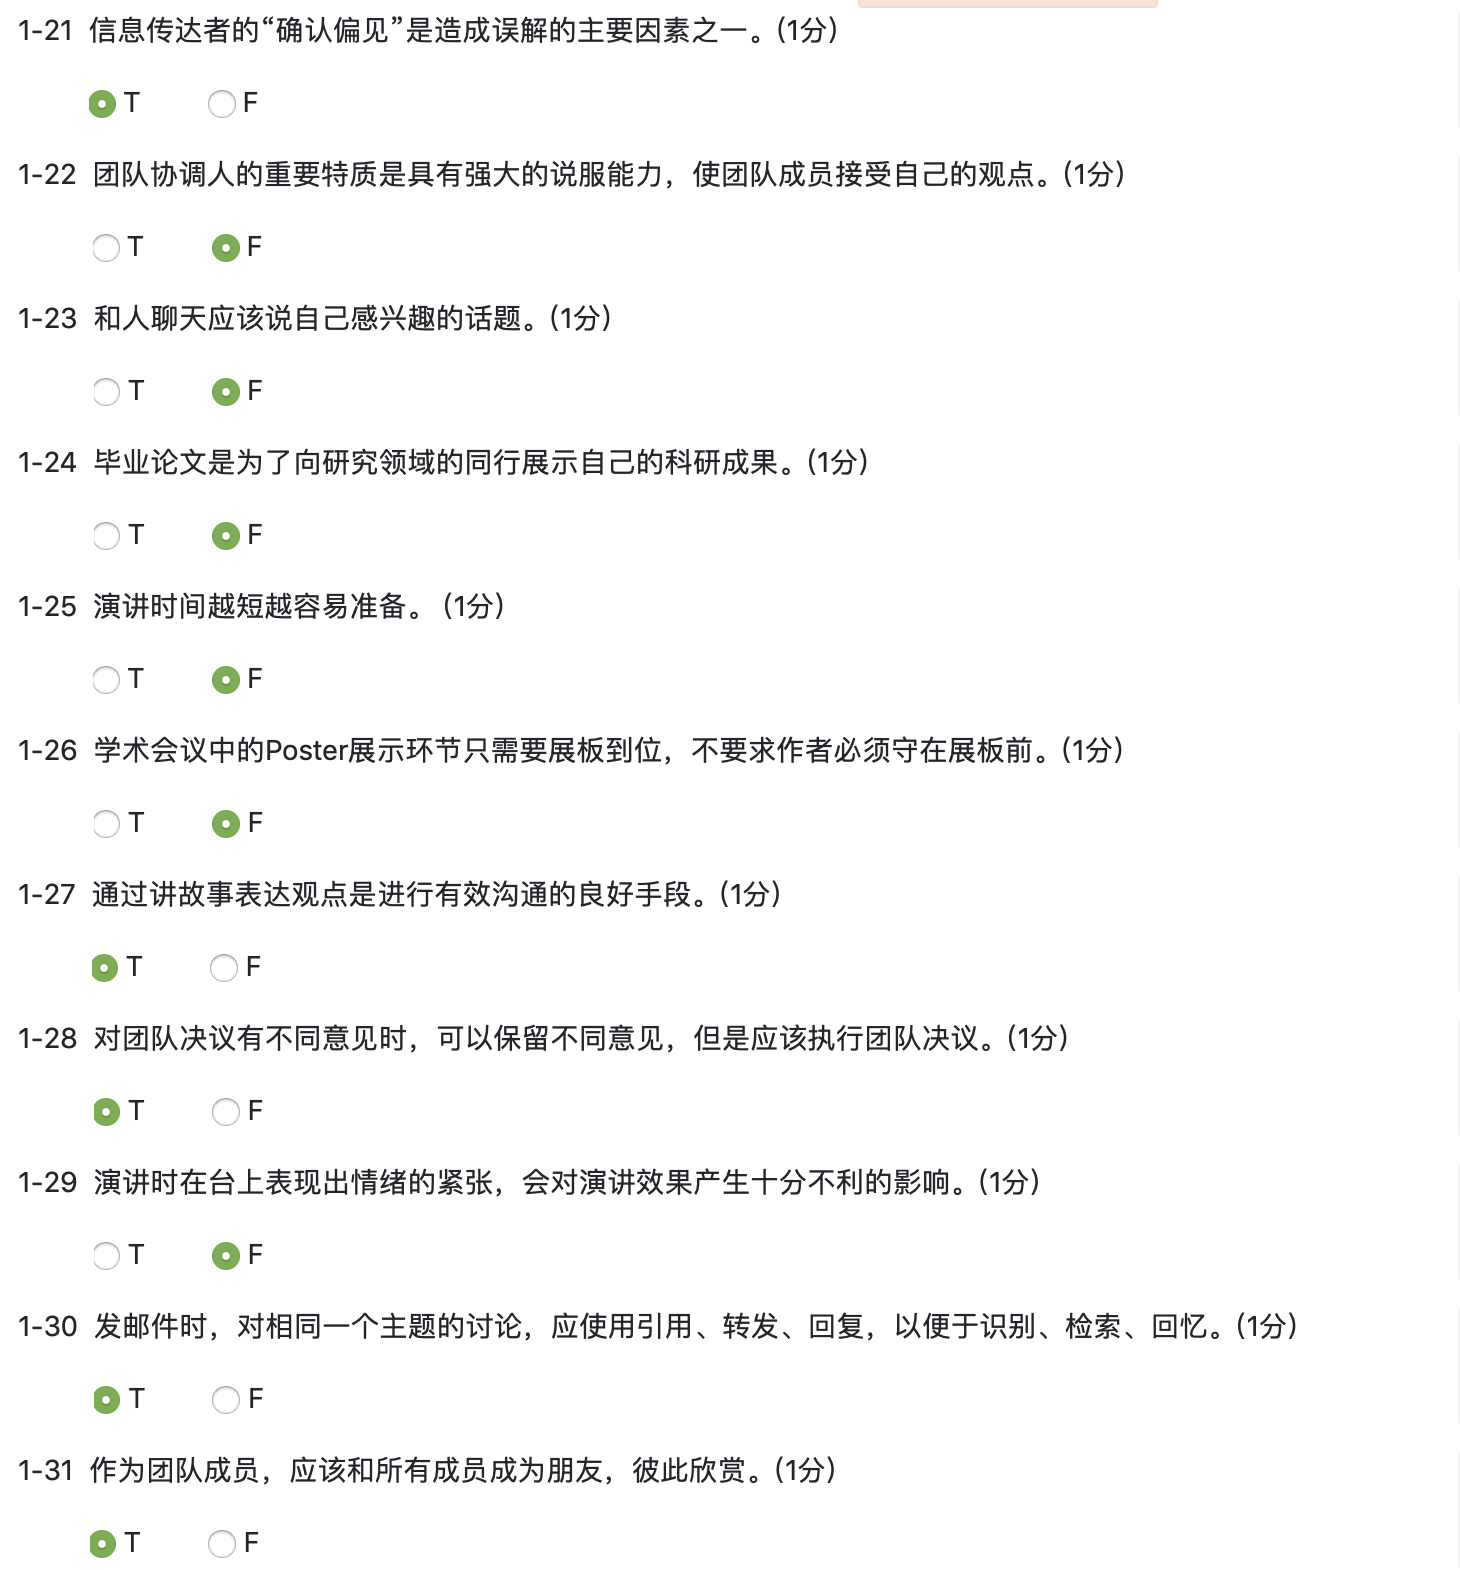 1-21 信息传达者的“确认偏见”是造成误解的主要因素之一。(1分)
T F
1-22 团队协调人的重要特质是具有强大的说服能力，使团队成员接受自己的观点。(1分)
T F
1-23 和人聊天应该说自己感兴趣的话题。(1分)
T F
1-24 毕业论文是为了向研究领域的同行展示自己的科研成果。(1分)
T F
1-25 演讲时间越短越容易准备。 (1分)
T F
1-26 学术会议中的Poster展示环节只需要展板到位，不要求作者必须守在展板前。(1分)
T F
1-27 通过讲故事表达观点是进行有效沟通的良好手段。(1分)
T F
1-28 对团队决议有不同意见时，可以保留不同意见，但是应该执行团队决议。(1分)
T F
1-29 演讲时在台上表现出情绪的紧张，会对演讲效果产生十分不利的影响。(1分)
T F
1-30 发邮件时，对相同一个主题的讨论，应使用引用、转发、回复，以便于识别、检索、回忆。(1分)
T F
1-31 作为团队成员，应该和所有成员成为朋友，彼此欣赏。(1分)
T F